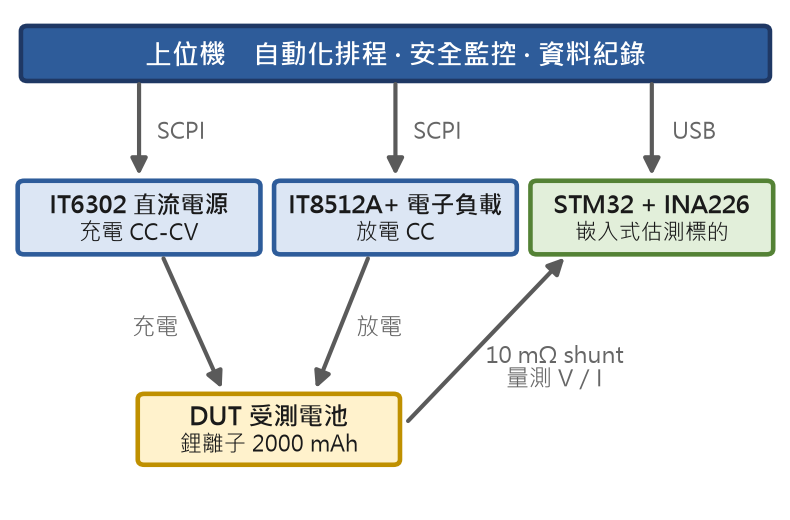 上位機　自動化排程 · 安全監控 · 資料紀錄
SCPI
SCPI
USB
IT6302 直流電源
充電 CC-CV
IT8512A+ 電子負載
放電 CC
STM32 + INA226
嵌入式估測標的
充電
放電
10 mΩ shunt
量測 V / I
DUT 受測電池
鋰離子 2000 mAh